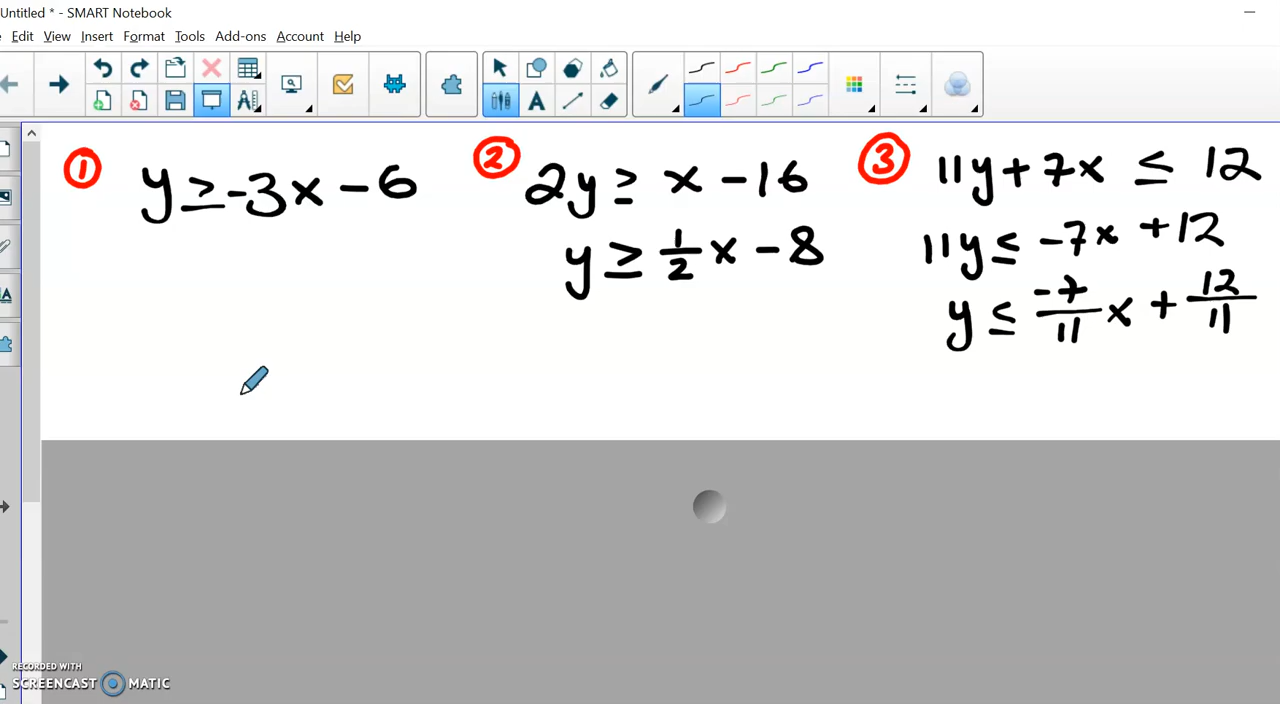 Untitled * - SMART Notebook
Edit View Insert Format Tools Add-ons Account Help
① y ≥ -3x - 6
② 2y ≥ x - 16
y ≥ 1/2 x - 8
③ 11y + 7x ≤ 12
11y ≤ -7x + 12
y ≤ -7/11 x + 12/11
RECORDED WITH
SCREENCAST MATIC